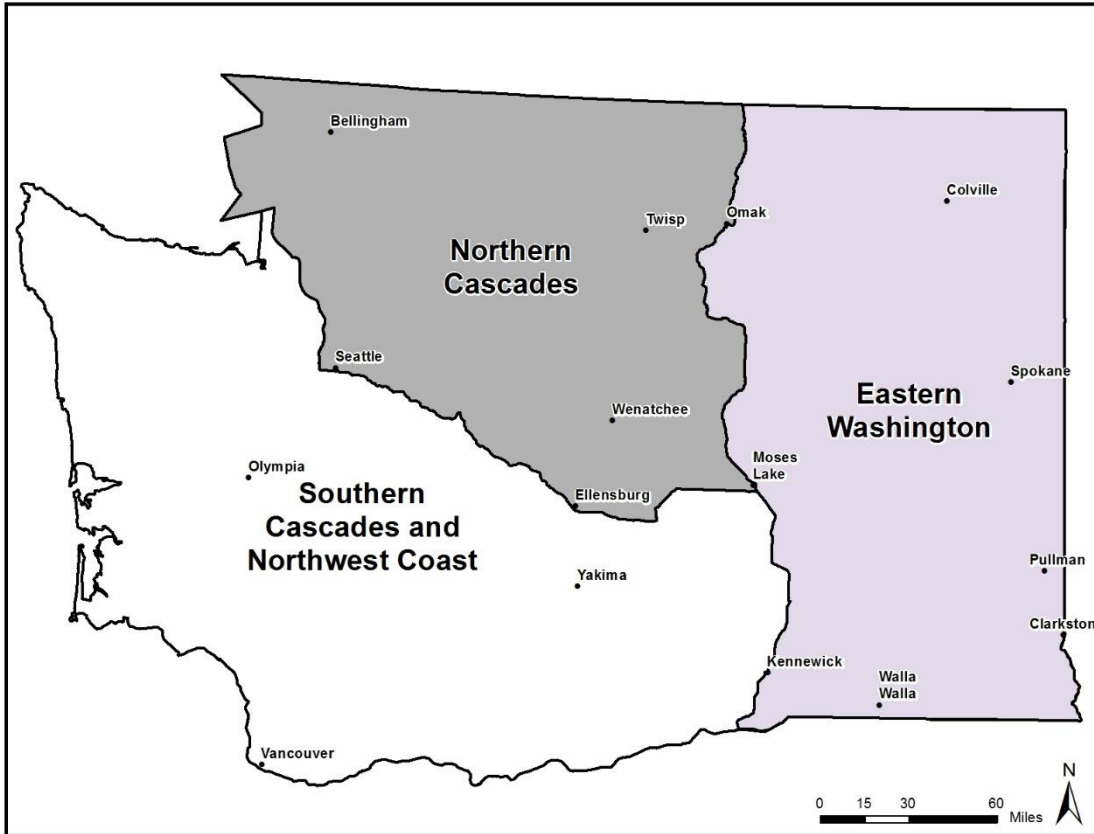 Bellingham
Colville
Twisp
Omak
Northern
Cascades
Seattle
Spokane
Eastern
Washington
Wenatchee
Moses
Lake
Olympia
Southern
Cascades and
Northwest Coast
Ellensburg
Yakima
Pullman
Clarkston
Kennewick
Walla
Walla
Vancouver
N
0 15 30 60
Miles